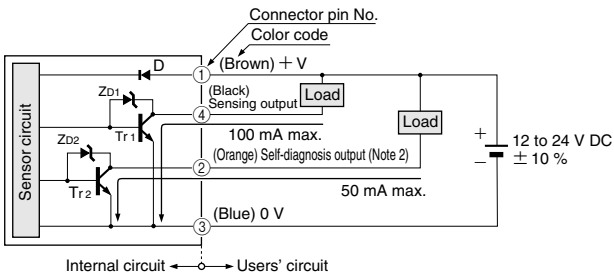 Connector pin No.
Color code
D
1
(Brown) + V
(Black)
Sensing output
Load
ZD1
4
Load
Tr1
100 mA max.
+
12 to 24 V DC
± 10 %
−
Sensor circuit
ZD2
2
(Orange) Self-diagnosis output (Note 2)
Tr2
50 mA max.
3
(Blue) 0 V
Internal circuit
Users' circuit